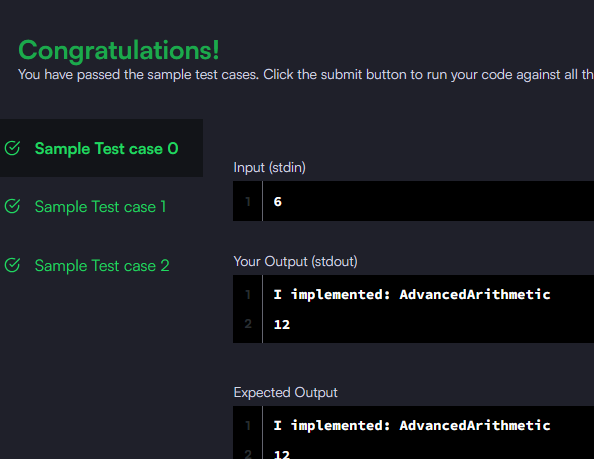 Congratulations!
You have passed the sample test cases. Click the submit button to run your code against all th
Sample Test case 0
Sample Test case 1
Sample Test case 2
Input (stdin)
1 6
Your Output (stdout)
1 I implemented: AdvancedArithmetic
2 12
Expected Output
1 I implemented: AdvancedArithmetic
2 12